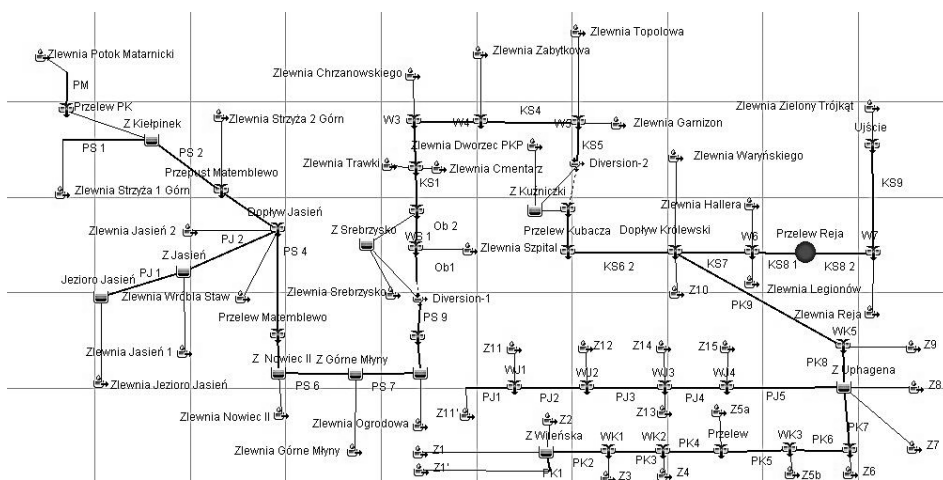 Zlewnia Topolowa
Zlewnia Potok Matarnicki
Zlewnia Zabytkowa
Zlewnia Chrzanowskiego
PM
Przelew PK
Zlewnia Zielony Trójkąt
KS4
Z Kiełpinek
Zlewnia Strzyża 2 Górn
W3
W4
W5
Zlewnia Garnizon
Ujście
PS 1
PS 2
Zlewnia Dworzec PKP
KS5
Zlewnia Waryńskiego
Przepust Matemblewo
Zlewnia Trawki
Zlewnia Cmentarz
Diversion-2
KS1
KS9
Zlewnia Strzyża 1 Górn
Z Kuźniczki
Zlewnia Hallera
Dopływ Jasień
Zlewnia Jasień 2
Z Srebrzysko
Ob 2
Przelew Kubacza
Dopływ Królewski
Przelew Reja
PJ 2
PS 4
WS 1
Zlewnia Szpital
W6
W7
Z Jasień
Ob1
KS6 2
KS7
KS8 1
KS8 2
PJ 1
Jezioro Jasień
Zlewnia Wróbla Staw
Zlewnia Srebrzysko
Diversion-1
Z10
Zlewnia Legionów
PK9
Przelew Matemblewo
PS 9
Zlewnia Reja
WK5
Zlewnia Jasień 1
Z Nowiec II
Z Górne Młyny
Z11
Z12
Z14
Z15
Z9
PK8
WJ1
WJ2
WJ3
WJ4
Z Uphagena
Zlewnia Jezioro Jasień
PS 6
PS 7
PJ1
PJ2
PJ3
PJ4
PJ5
Z8
Zlewnia Nowiec II
Zlewnia Ogrodowa
Z11'
Z2
Z13
Z5a
PK7
Z Wileńska
WK1
WK2
PK4
Przelew
WK3
PK6
Zlewnia Górne Młyny
Z1
Z7
Z1'
PK1
PK2
PK3
PK5
Z3
Z4
Z5b
Z6